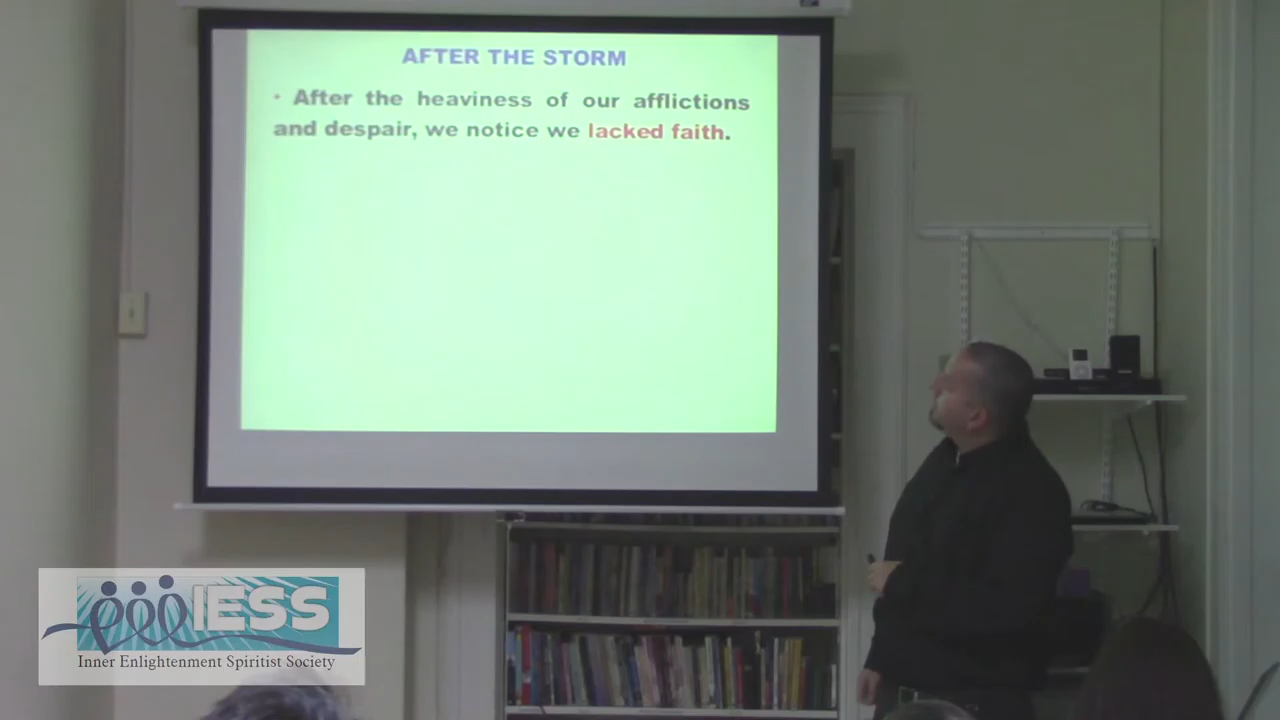 AFTER THE STORM
• After the heaviness of our afflictions
and despair, we notice we lacked faith.
IESS
Inner Enlightenment Spiritist Society